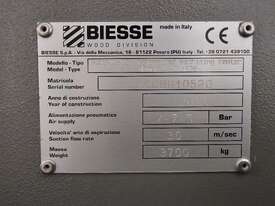 made in Italy
BIESSE
WOOD DIVISION
BIESSE S.p.A. - Via della Meccanica, 16 - 61122 Pesaro (PU) Italy - Tel. +39 0721 439100
Modello - Tipo
Model - Type
Matricola
Serial number
Anno di costruzione
Year of construction
Alimentazione pneumatica
Air supply
Bar
Velocita' aria di aspirazione
Suction flow rate
30
m/sec
Massa
Weight
3700
kg